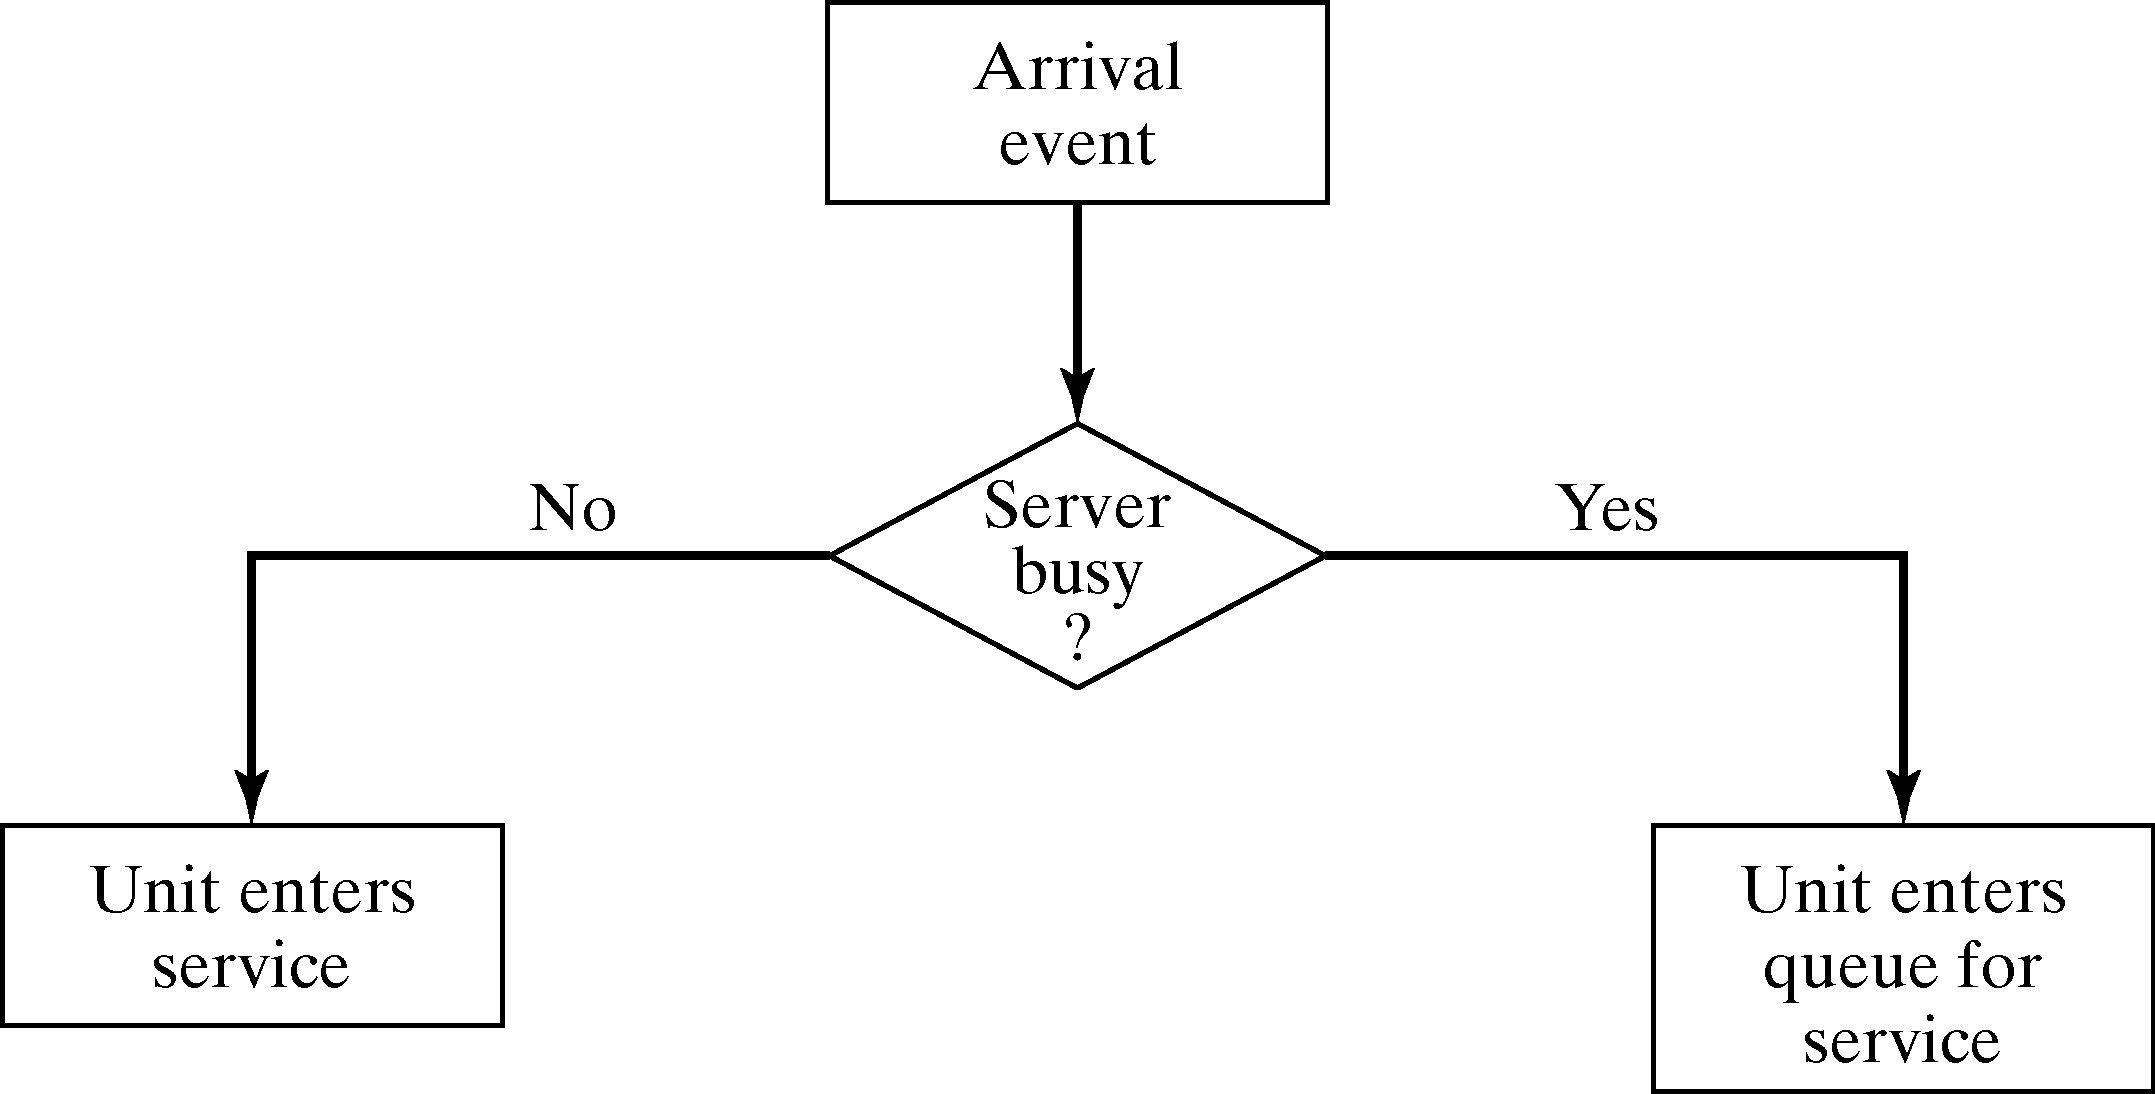 Arrival
event
No
Server
busy
?
Yes
Unit enters
service
Unit enters
queue for
service